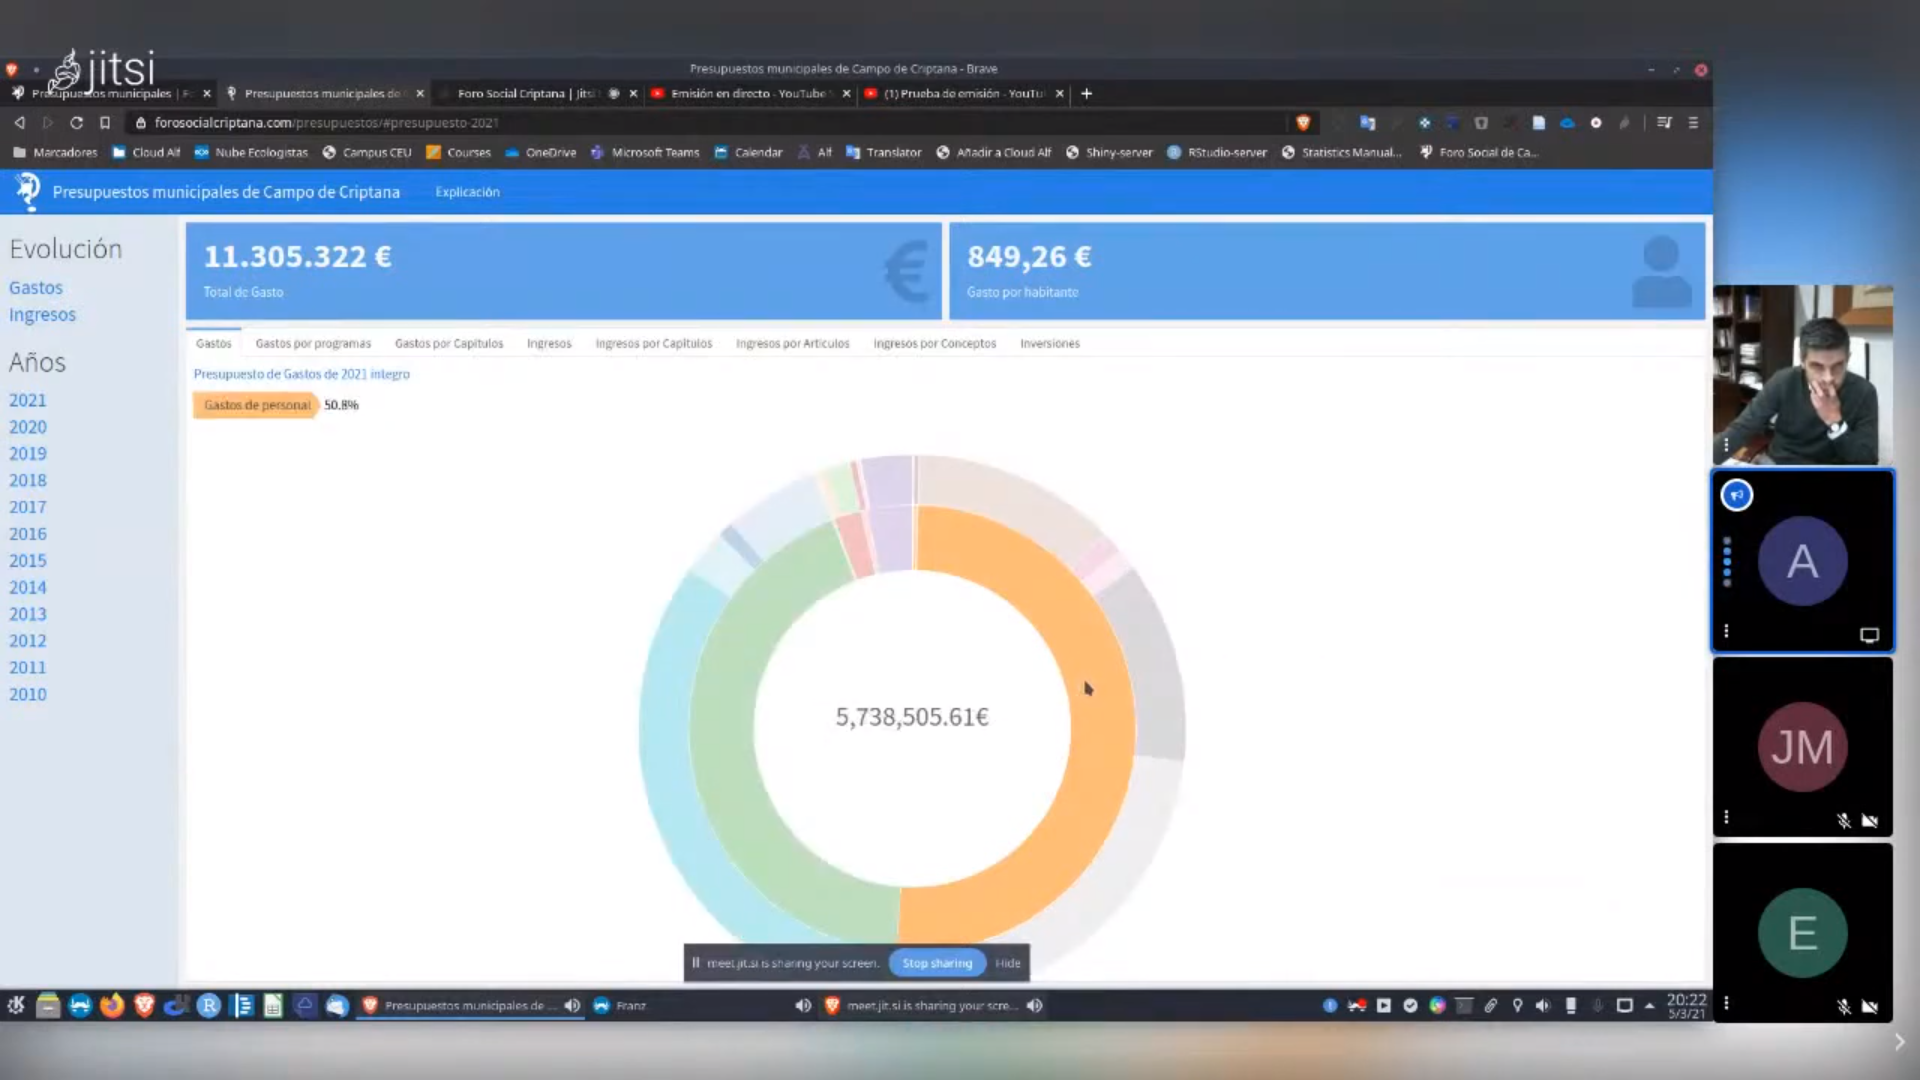 jitsi
Presupuestos municipales de Campo de Criptana - Brave
Presupuestos municipales | F
Presupuestos municipales de
Foro Social Criptana | Jitsi
Emisión en directo - YouTube
(1) Prueba de emisión - YouTu
forosocialcriptana.com/presupuestos/#presupuesto-2021
Marcadores
Cloud Alf
Nube Ecologistas
Campus CEU
Courses
OneDrive
Microsoft Teams
Calendar
Alf
Translator
Añadir a Cloud Alf
Shiny-server
RStudio-server
Statistics Manual...
Foro Social de Ca...
Presupuestos municipales de Campo de Criptana
Explicación
Evolución
Gastos
Ingresos
Años
2021
2020
2019
2018
2017
2016
2015
2014
2013
2012
2011
2010
11.305.322 €
Total de Gasto
849,26 €
Gasto por habitante
Gastos
Gastos por programas
Gastos por Capítulos
Ingresos
Ingresos por Capítulos
Ingresos por Artículos
Ingresos por Conceptos
Inversiones
Presupuesto de Gastos de 2021 íntegro
Gastos de personal 50.8%
5,738,505.61€
A
JM
E
meet.jit.si is sharing your screen.
Stop sharing
Hide
Presupuestos municipales de ...
Franz
meet.jit.si is sharing your scre...
20:22
5/3/21